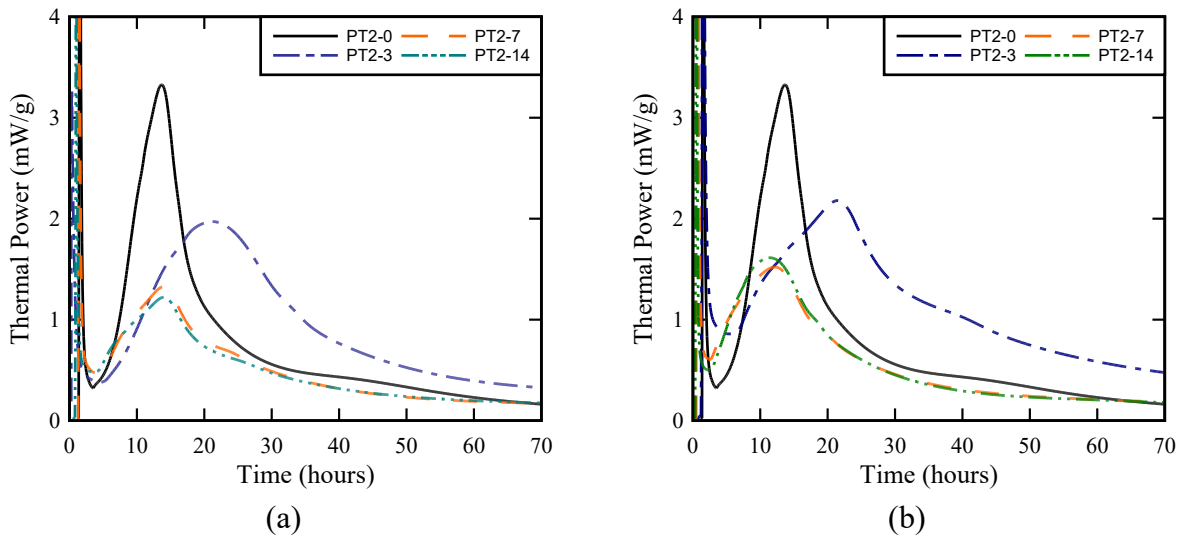 4
3
2
1
0
Thermal Power (mW/g)
PT2-0
PT2-7
PT2-3
PT2-14
0 10 20 30 40 50 60 70
Time (hours)
(a)
4
3
2
1
0
Thermal Power (mW/g)
PT2-0
PT2-7
PT2-3
PT2-14
0 10 20 30 40 50 60 70
Time (hours)
(b)